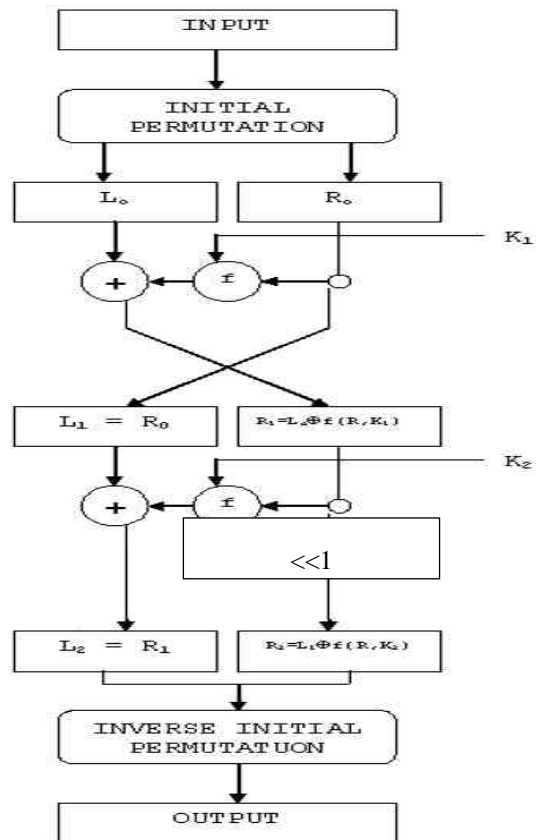 INPUT
INITIAL
PERMUTATION
L₀
R₀
K₁
+
f
L₁ = R₀
R₁=L₀⊕f(R,K₁)
K₂
+
f
<<1
L₂ = R₁
R₂=L₁⊕f(R,K₂)
INVERSE INITIAL
PERMUTATUON
OUTPUT